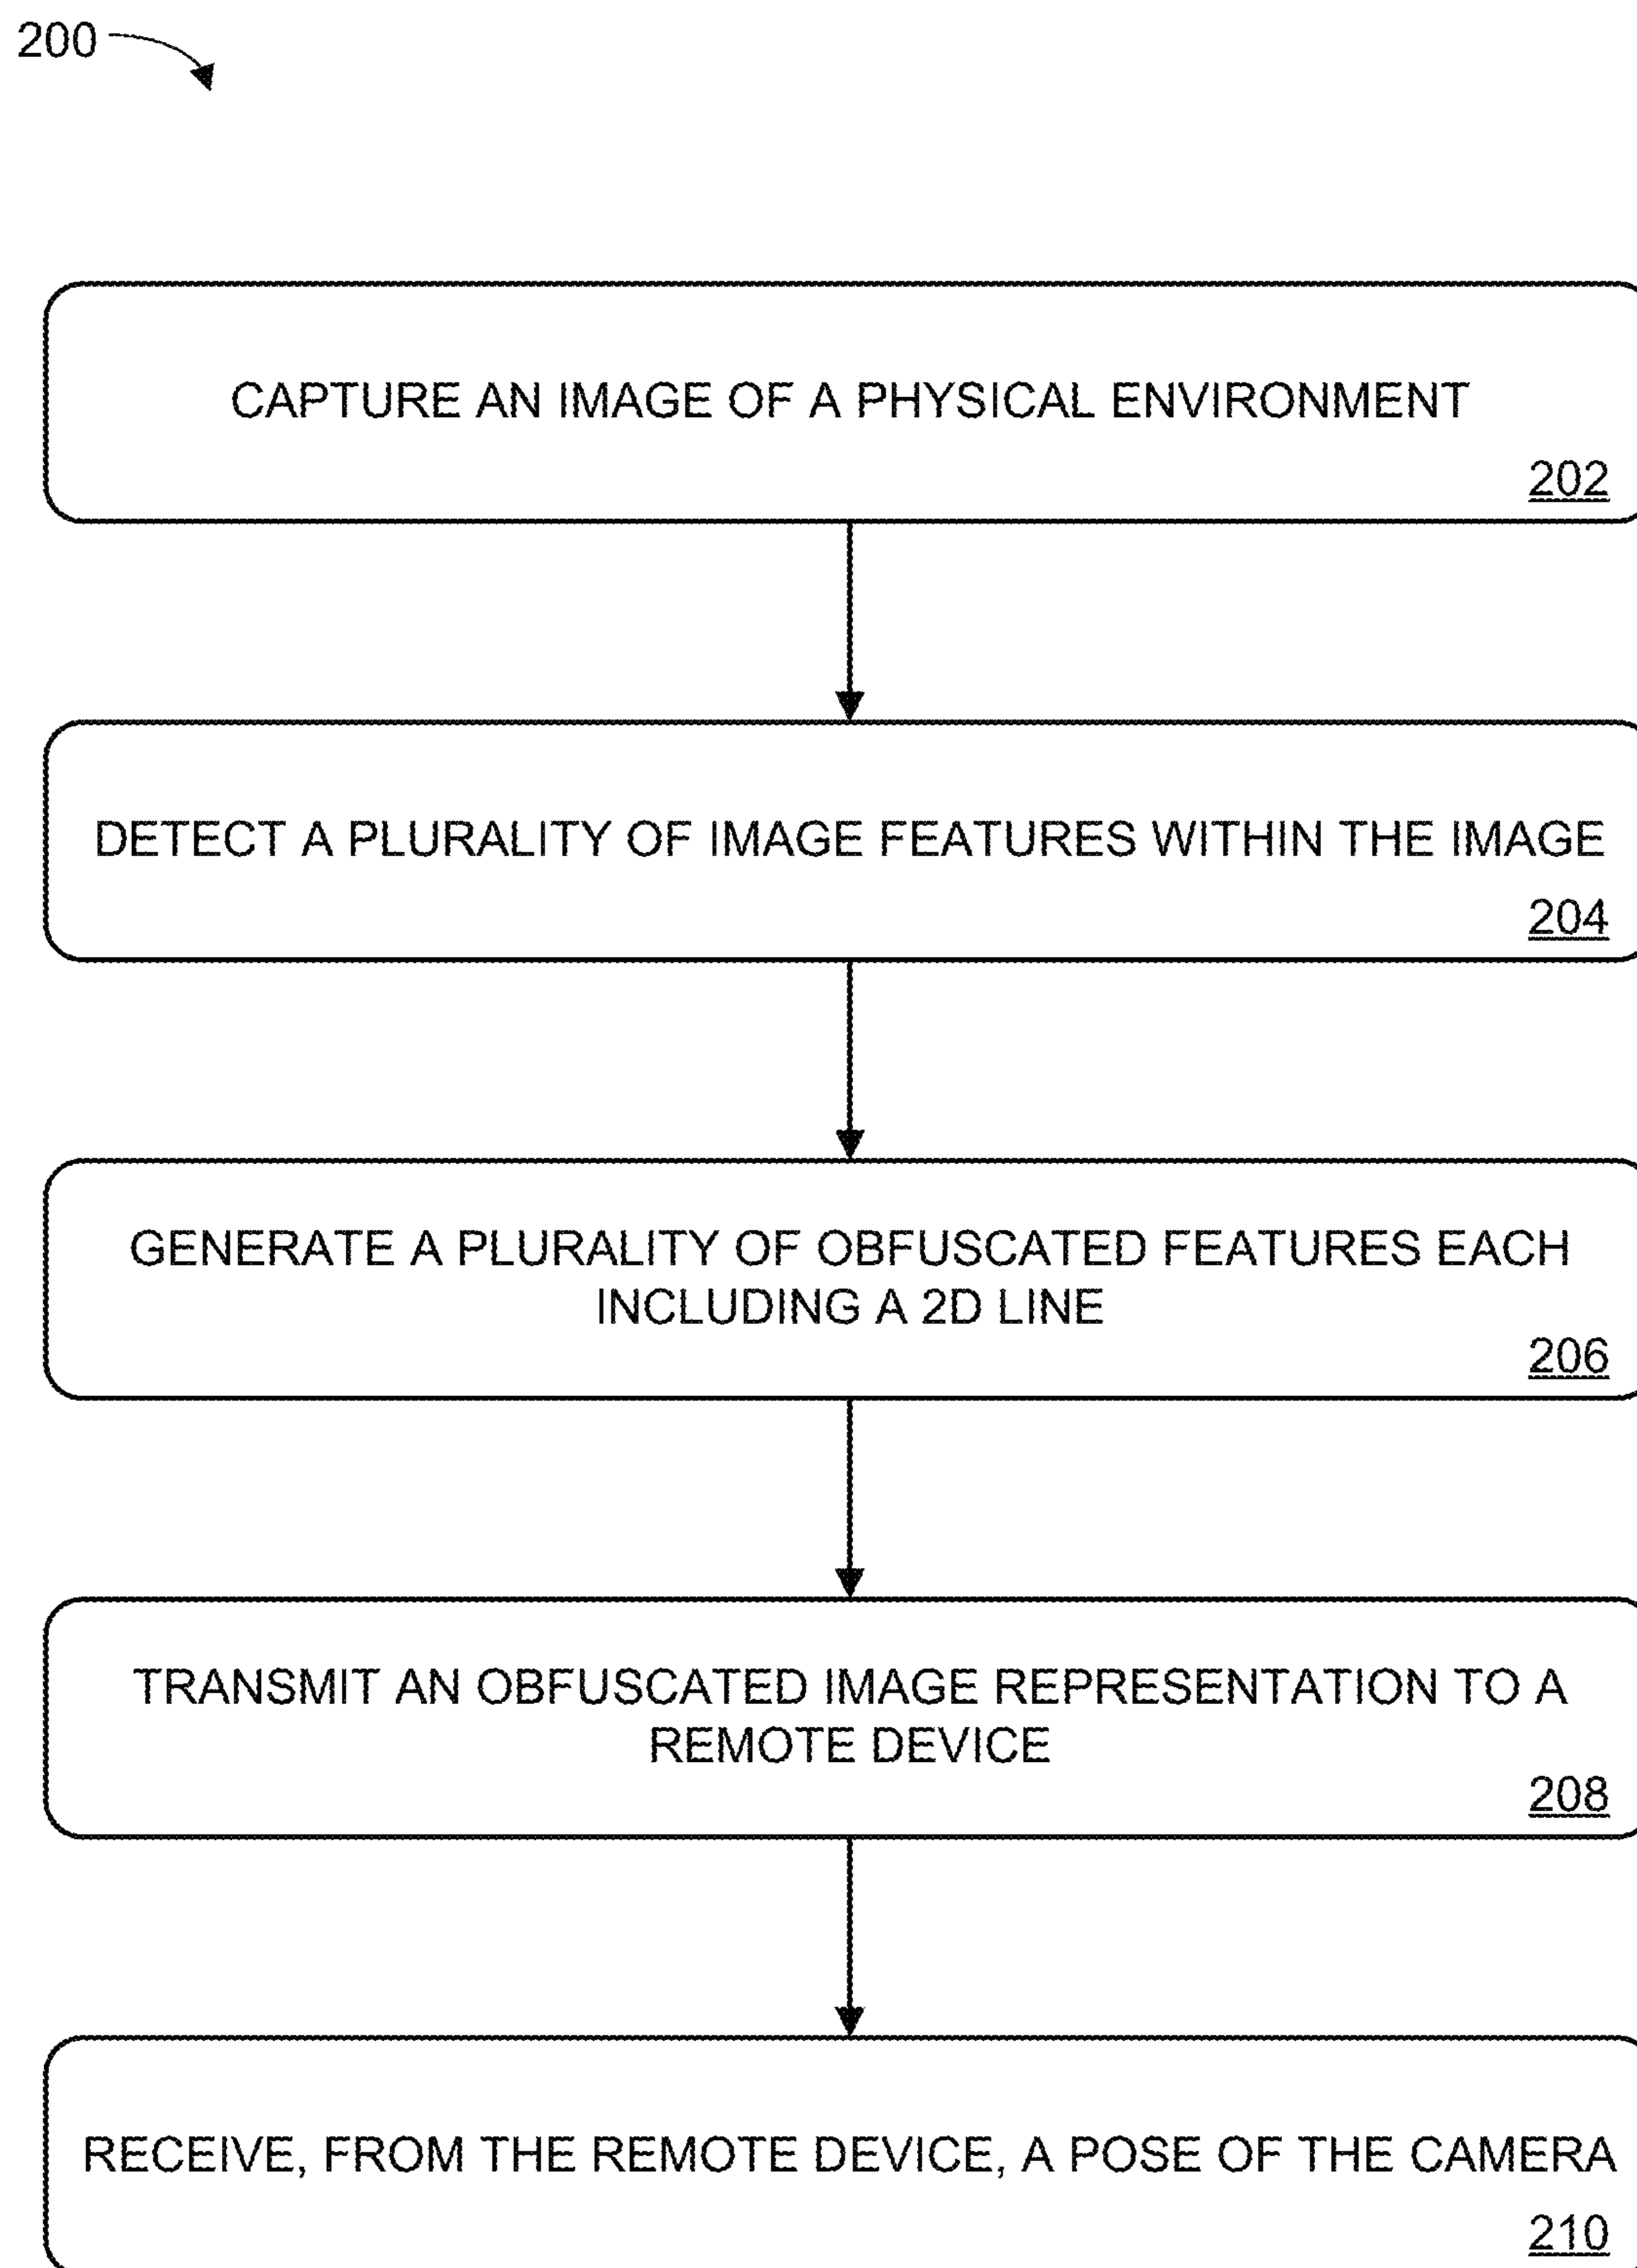 200
CAPTURE AN IMAGE OF A PHYSICAL ENVIRONMENT
202
DETECT A PLURALITY OF IMAGE FEATURES WITHIN THE IMAGE
204
GENERATE A PLURALITY OF OBFUSCATED FEATURES EACH
INCLUDING A 2D LINE
206
TRANSMIT AN OBFUSCATED IMAGE REPRESENTATION TO A
REMOTE DEVICE
208
RECEIVE, FROM THE REMOTE DEVICE, A POSE OF THE CAMERA
210